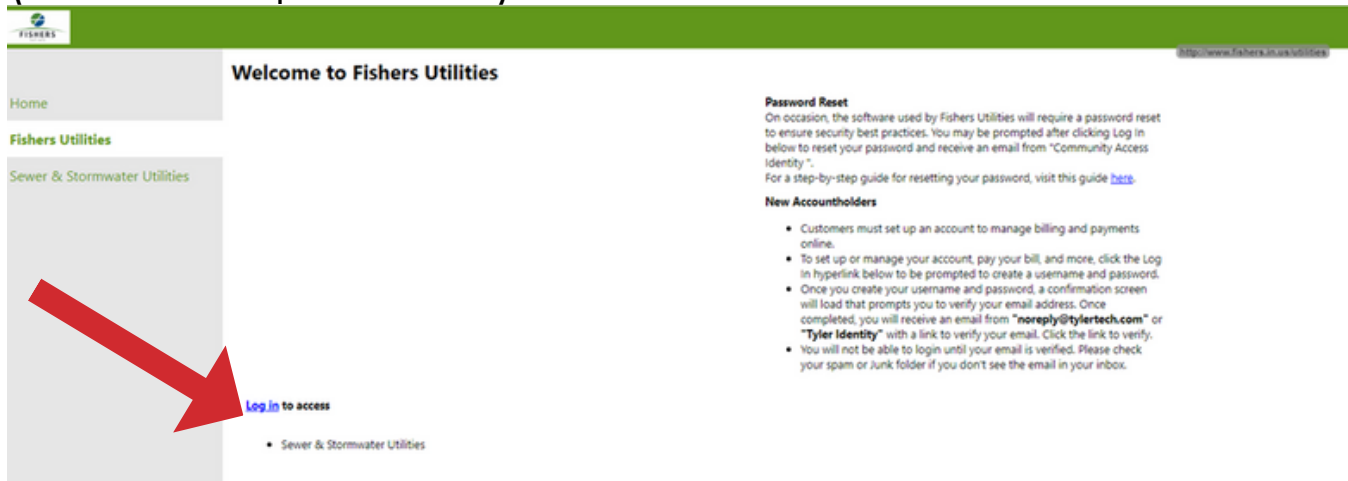 FISHERS
http://www.fishers.in.us/utilities
Welcome to Fishers Utilities
Home
Fishers Utilities
Sewer & Stormwater Utilities
Password Reset
On occasion, the software used by Fishers Utilities will require a password reset
to ensure security best practices. You may be prompted after clicking Log In
below to reset your password and receive an email from "Community Access
Identity ".
For a step-by-step guide for resetting your password, visit this guide here.
New Accountholders
• Customers must set up an account to manage billing and payments
online.
• To set up or manage your account, pay your bill, and more, click the Log
In hyperlink below to be prompted to create a username and password.
• Once you create your username and password, a confirmation screen
will load that prompts you to verify your email address. Once
completed, you will receive an email from "noreply@tylertech.com" or
"Tyler Identity" with a link to verify your email. Click the link to verify.
• You will not be able to login until your email is verified. Please check
your spam or Junk folder if you don't see the email in your inbox.
Log in to access
• Sewer & Stormwater Utilities